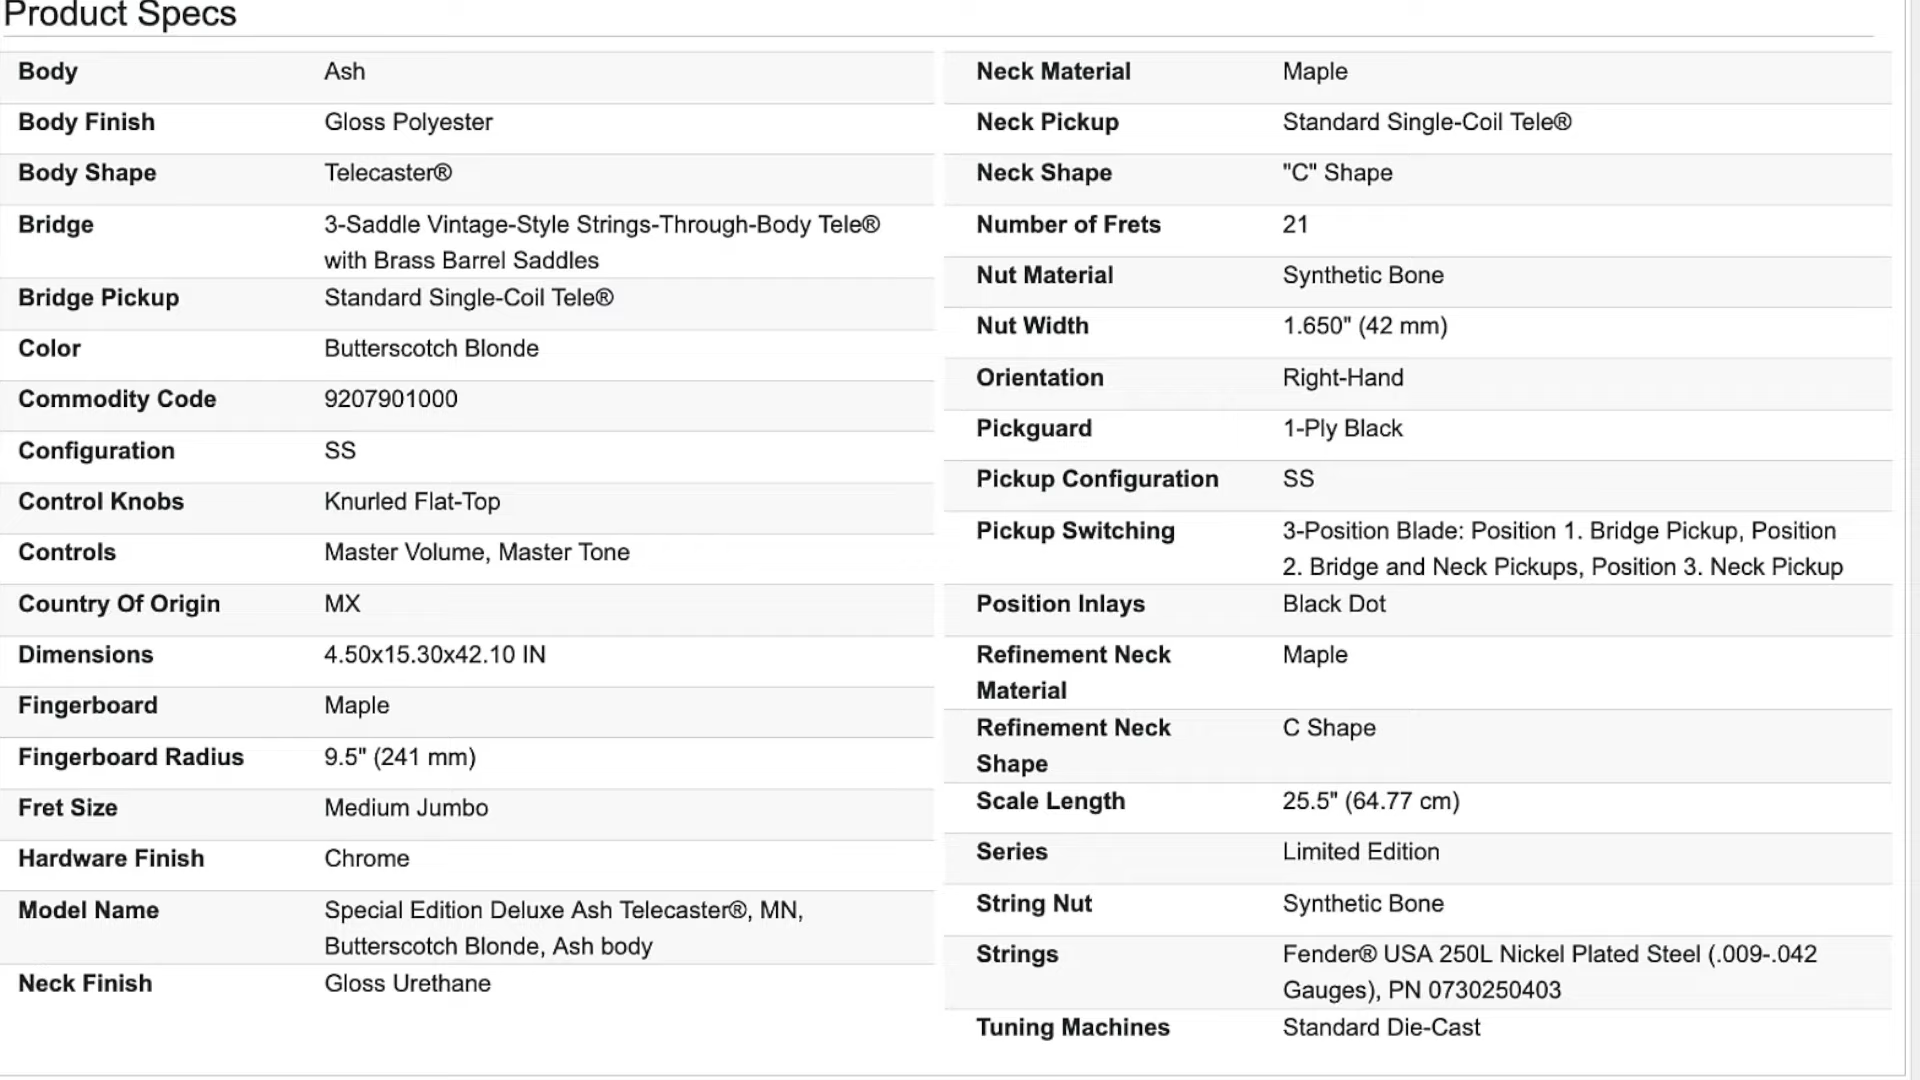 Product Specs
Body Ash
Body Finish Gloss Polyester
Body Shape Telecaster®
Bridge 3-Saddle Vintage-Style Strings-Through-Body Tele®
with Brass Barrel Saddles
Bridge Pickup Standard Single-Coil Tele®
Color Butterscotch Blonde
Commodity Code 9207901000
Configuration SS
Control Knobs Knurled Flat-Top
Controls Master Volume, Master Tone
Country Of Origin MX
Dimensions 4.50x15.30x42.10 IN
Fingerboard Maple
Fingerboard Radius 9.5" (241 mm)
Fret Size Medium Jumbo
Hardware Finish Chrome
Model Name Special Edition Deluxe Ash Telecaster®, MN,
Butterscotch Blonde, Ash body
Neck Finish Gloss Urethane
Neck Material Maple
Neck Pickup Standard Single-Coil Tele®
Neck Shape "C" Shape
Number of Frets 21
Nut Material Synthetic Bone
Nut Width 1.650" (42 mm)
Orientation Right-Hand
Pickguard 1-Ply Black
Pickup Configuration SS
Pickup Switching 3-Position Blade: Position 1. Bridge Pickup, Position
2. Bridge and Neck Pickups, Position 3. Neck Pickup
Position Inlays Black Dot
Refinement Neck Maple
Material
Refinement Neck C Shape
Shape
Scale Length 25.5" (64.77 cm)
Series Limited Edition
String Nut Synthetic Bone
Strings Fender® USA 250L Nickel Plated Steel (.009-.042
Gauges), PN 0730250403
Tuning Machines Standard Die-Cast